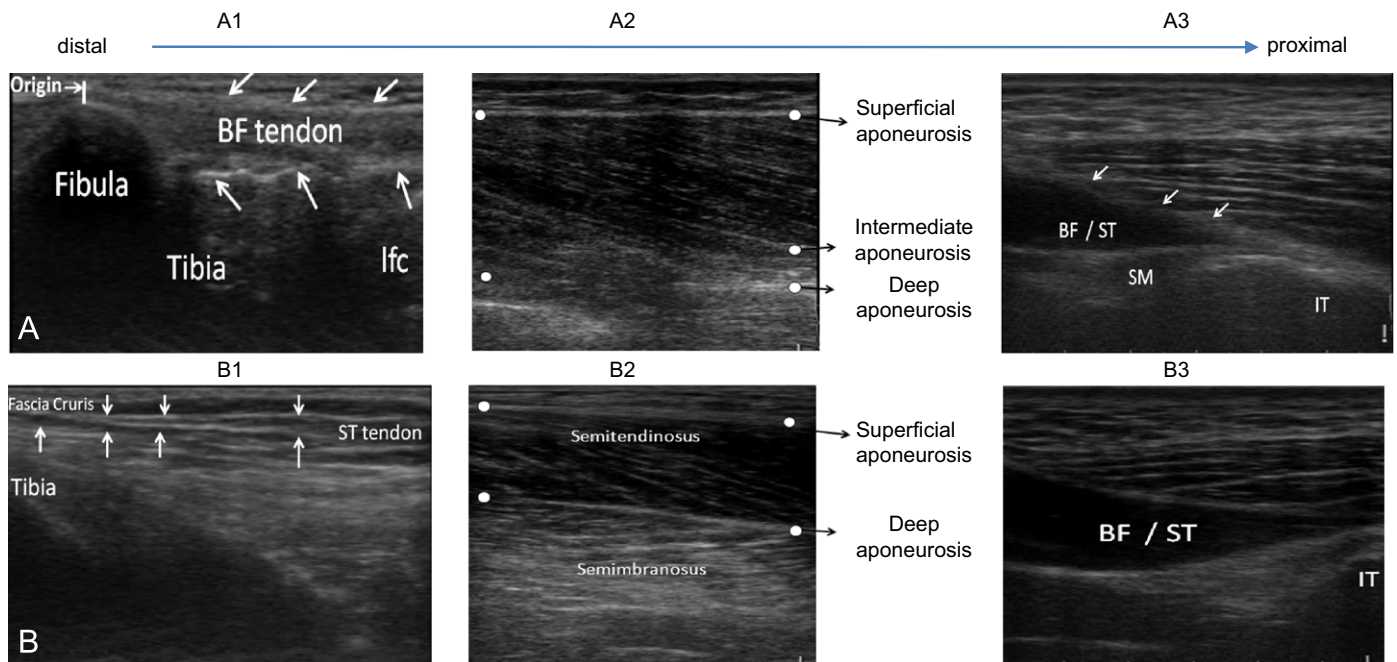 A1
A2
A3
distal
proximal
Origin
BF tendon
Fibula
Tibia
lfc
A
Superficial
aponeurosis
Intermediate
aponeurosis
Deep
aponeurosis
BF / ST
SM
IT
!
B1
B2
B3
Fascia Cruris
ST tendon
Tibia
B
Semitendinosus
Semimbranosus
Superficial
aponeurosis
Deep
aponeurosis
BF / ST
IT